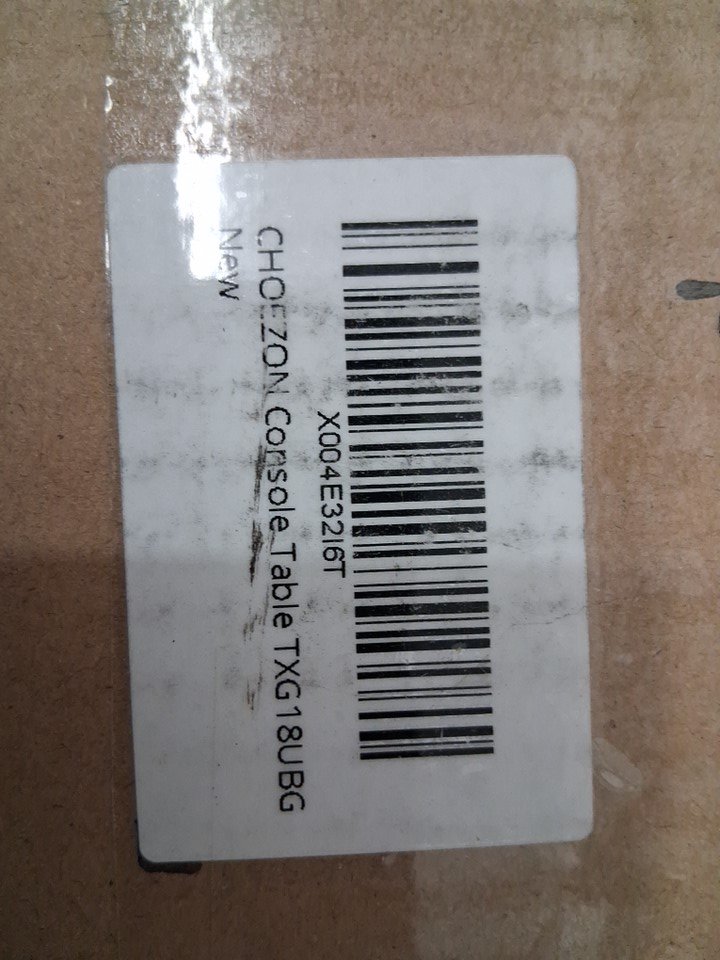 X004E32I6T
CHOEZON Console Table TXG18UBG
New